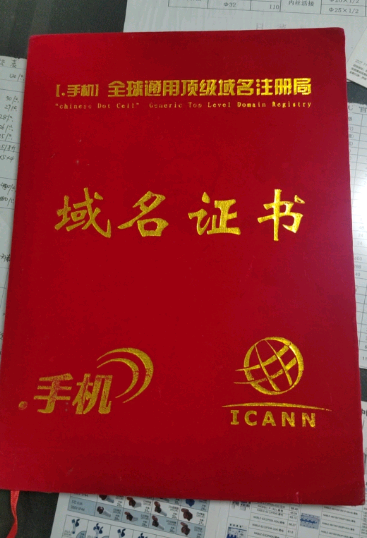 [.手机] 全球通用顶级域名注册局
"Chinese Dot Cell" Generic Top Level Domain Registry
域名证书
.手机
ICANN